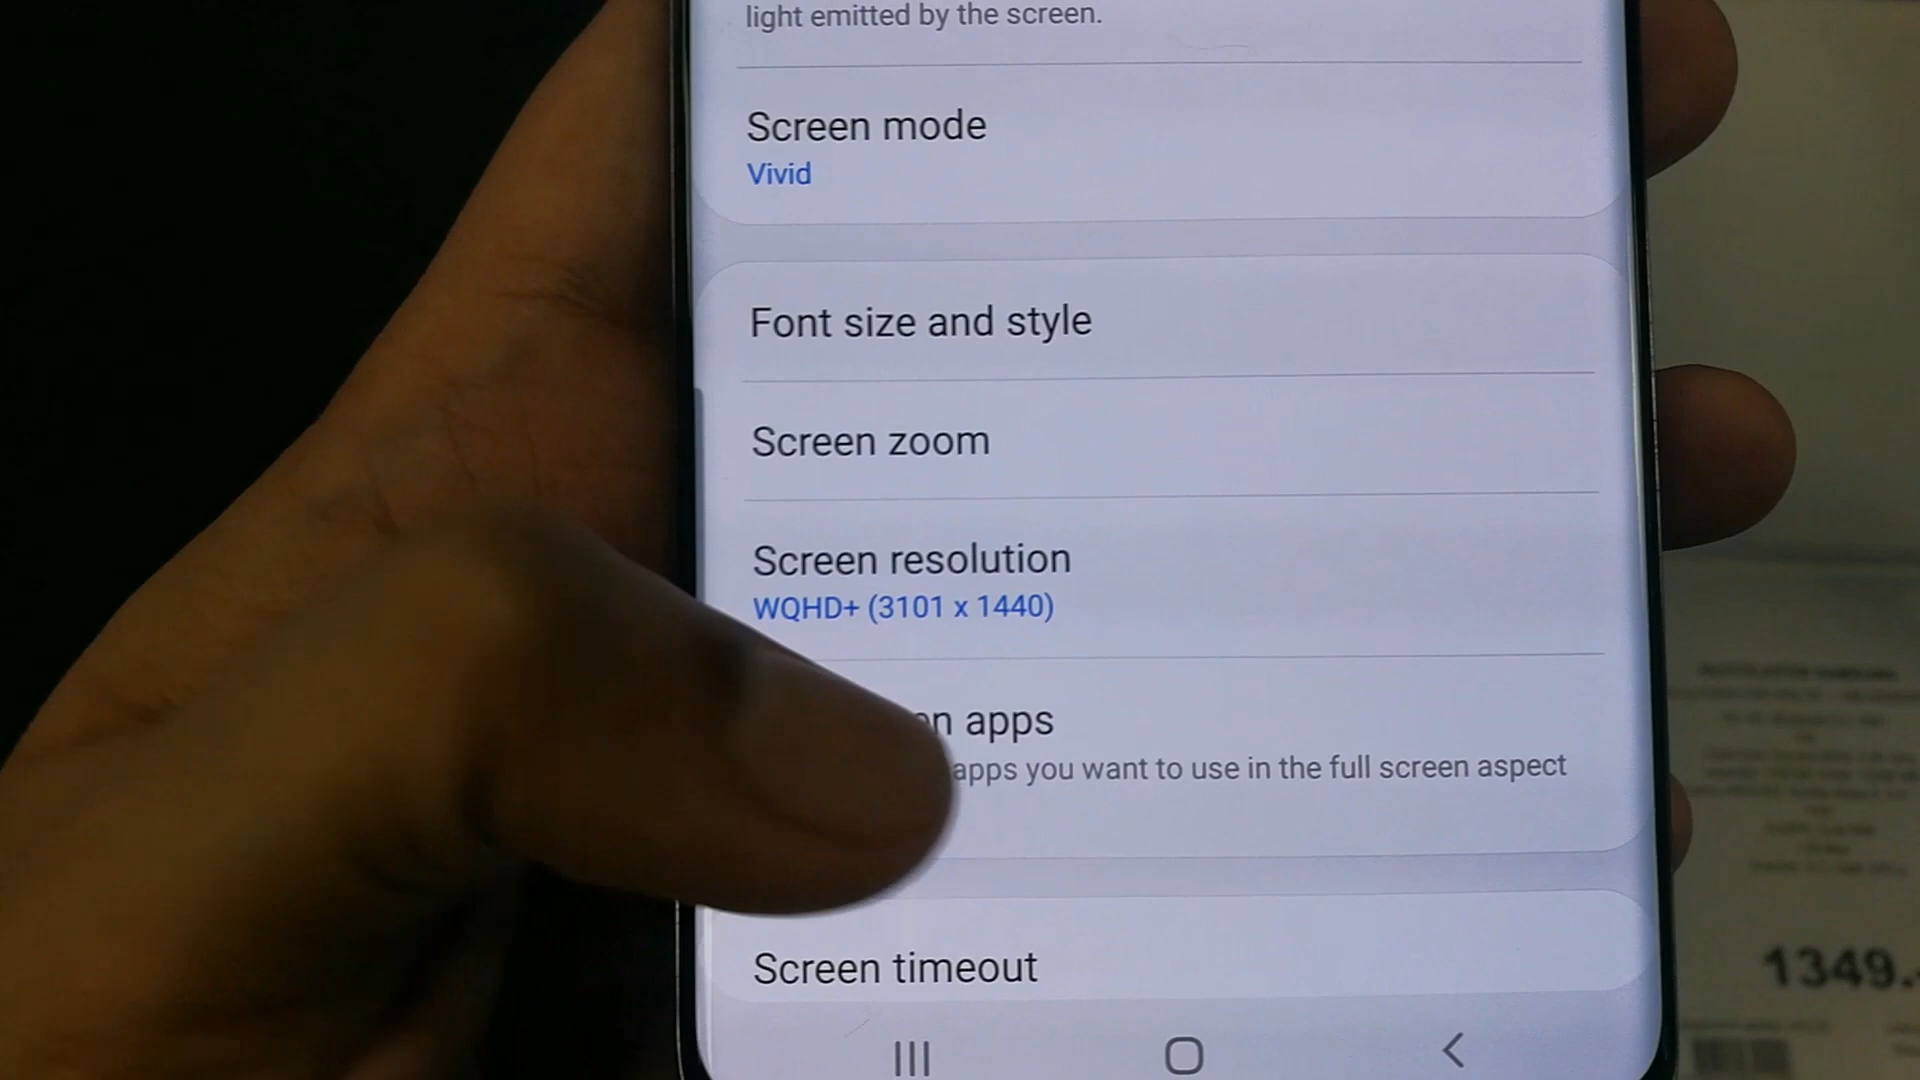 light emitted by the screen.
Screen mode
Vivid
Font size and style
Screen zoom
Screen resolution
WQHD+ (3101 x 1440)
apps
apps you want to use in the full screen aspect
Screen timeout
1349.-